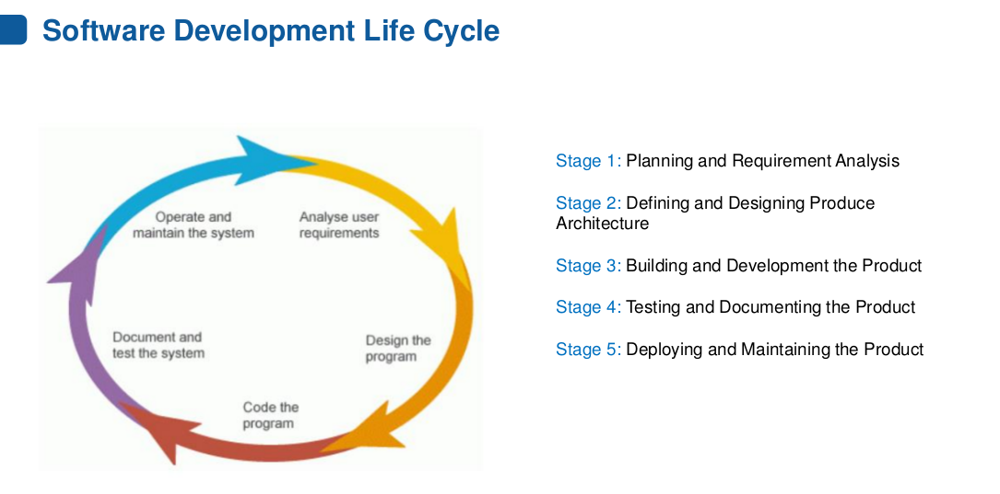 Software Development Life Cycle
Operate and
maintain the system
Analyse user
requirements
Document and
test the system
Design the
program
Code the
program
Stage 1: Planning and Requirement Analysis
Stage 2: Defining and Designing Produce
Architecture
Stage 3: Building and Development the Product
Stage 4: Testing and Documenting the Product
Stage 5: Deploying and Maintaining the Product